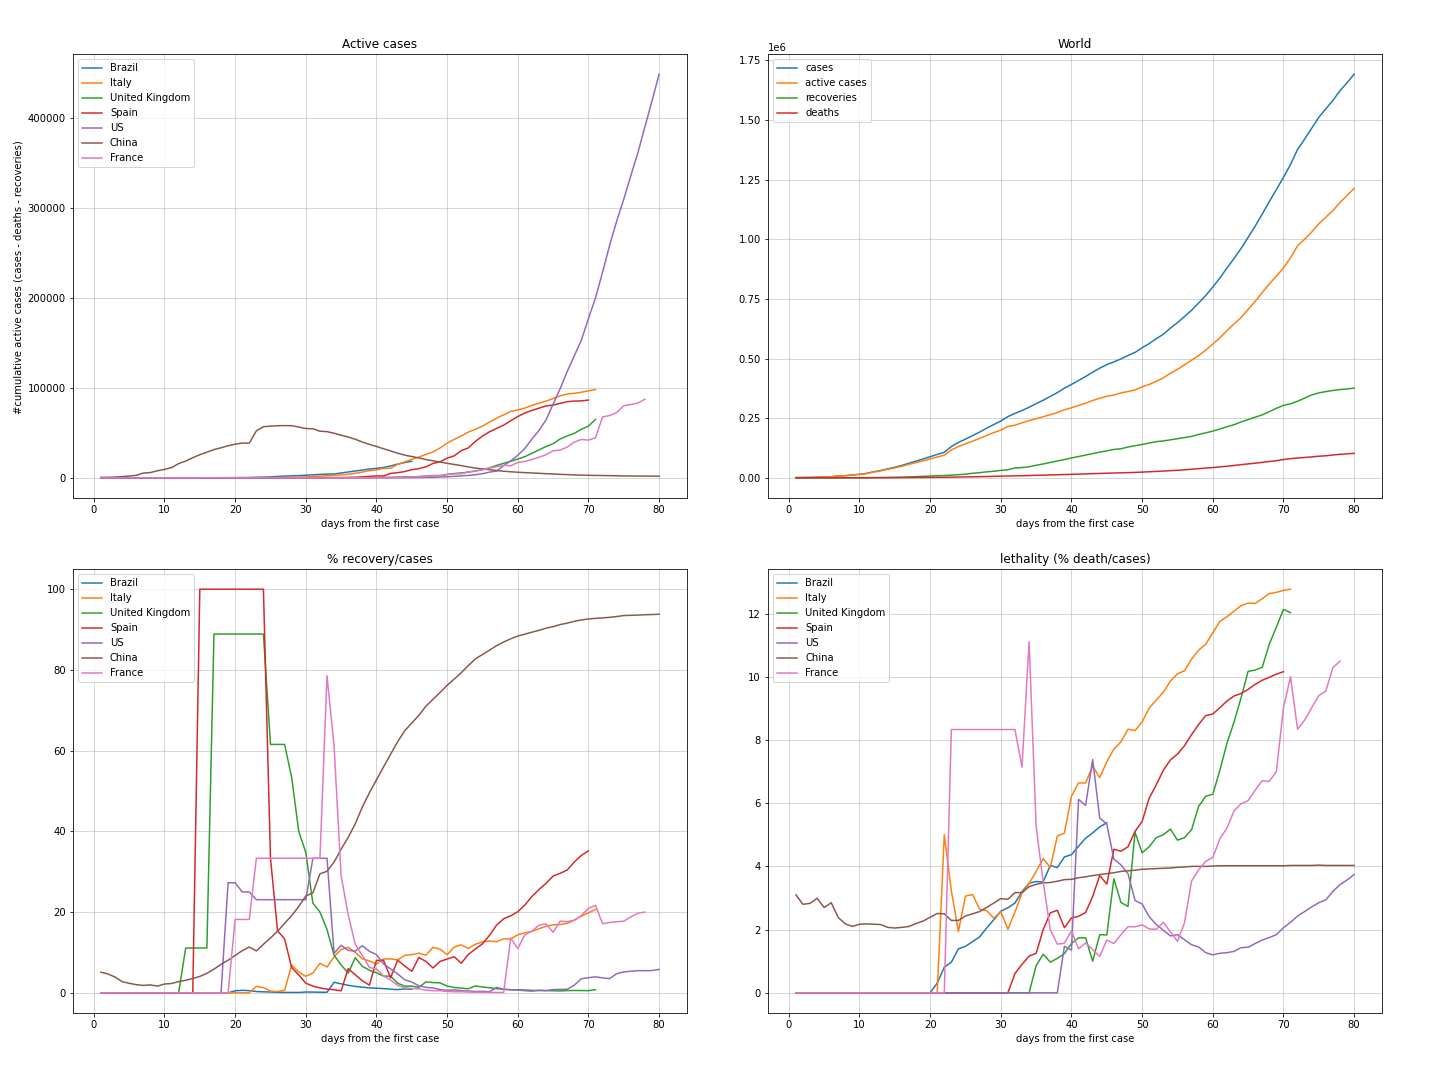 Active cases
#cumulative active cases (cases - deaths - recoveries)
400000
300000
200000
100000
0
Brazil
Italy
United Kingdom
Spain
US
China
France
0 10 20 30 40 50 60 70 80
days from the first case
World
1e6
1.75
1.50
1.25
1.00
0.75
0.50
0.25
0.00
cases
active cases
recoveries
deaths
0 10 20 30 40 50 60 70 80
days from the first case
% recovery/cases
100
80
60
40
20
0
Brazil
Italy
United Kingdom
Spain
US
China
France
0 10 20 30 40 50 60 70 80
days from the first case
lethality (% death/cases)
12
10
8
6
4
2
0
Brazil
Italy
United Kingdom
Spain
US
China
France
0 10 20 30 40 50 60 70 80
days from the first case